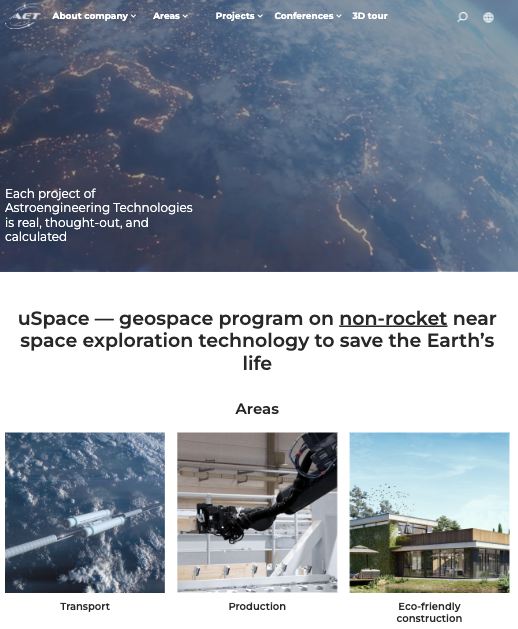 AET
About company
Areas
Projects
Conferences
3D tour
Each project of
Astroengineering Technologies
is real, thought-out, and
calculated
uSpace — geospace program on non-rocket near
space exploration technology to save the Earth's
life
Areas
Transport
Production
Eco-friendly
construction